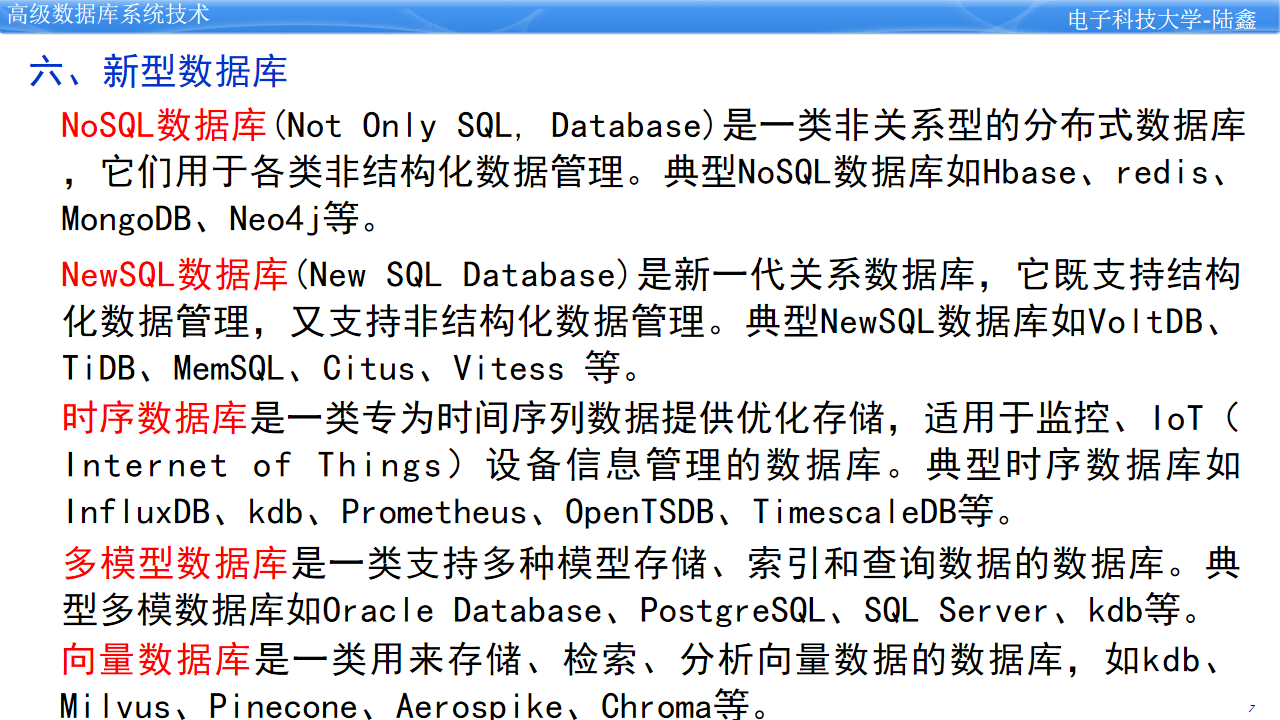 高级数据库系统技术
电子科技大学-陆鑫
六、新型数据库
NoSQL数据库(Not Only SQL, Database)是一类非关系型的分布式数据库
，它们用于各类非结构化数据管理。典型NoSQL数据库如Hbase、redis、
MongoDB、Neo4j等。
NewSQL数据库(New SQL Database)是新一代关系数据库，它既支持结构
化数据管理，又支持非结构化数据管理。典型NewSQL数据库如VoltDB、
TiDB、MemSQL、Citus、Vitess 等。
时序数据库是一类专为时间序列数据提供优化存储，适用于监控、IoT（
Internet of Things）设备信息管理的数据库。典型时序数据库如
InfluxDB、kdb、Prometheus、OpenTSDB、TimescaleDB等。
多模型数据库是一类支持多种模型存储、索引和查询数据的数据库。典
型多模数据库如Oracle Database、PostgreSQL、SQL Server、kdb等。
向量数据库是一类用来存储、检索、分析向量数据的数据库，如kdb、
Milvus、Pinecone、Aerospike、Chroma等。
7